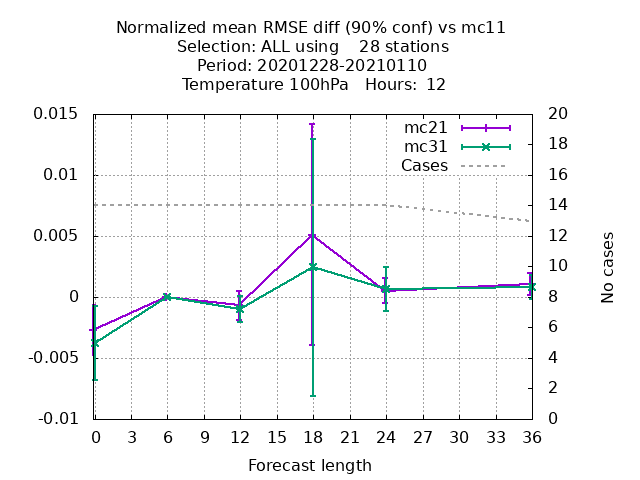 Normalized mean RMSE diff (90% conf) vs mc11
Selection: ALL using    28 stations
Period: 20201228-20210110
Temperature 100hPa   Hours:  12
0.015
0.01
0.005
0
-0.005
-0.01
20
18
16
14
12
10
8
6
4
2
0
mc21
mc31
Cases
No cases
0 3 6 9 12 15 18 21 24 27 30 33 36
Forecast length